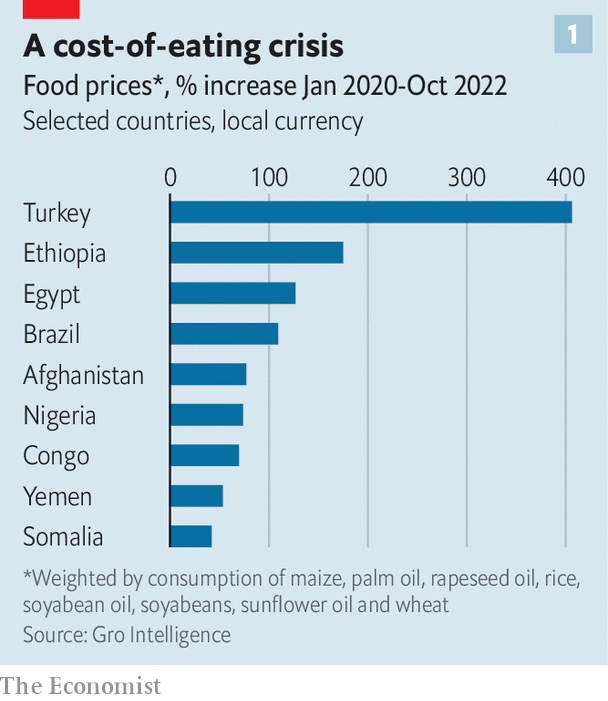 1
A cost-of-eating crisis
Food prices*, % increase Jan 2020-Oct 2022
Selected countries, local currency
0 100 200 300 400
Turkey
Ethiopia
Egypt
Brazil
Afghanistan
Nigeria
Congo
Yemen
Somalia
*Weighted by consumption of maize, palm oil, rapeseed oil, rice,
soyabean oil, soyabeans, sunflower oil and wheat
Source: Gro Intelligence
The Economist